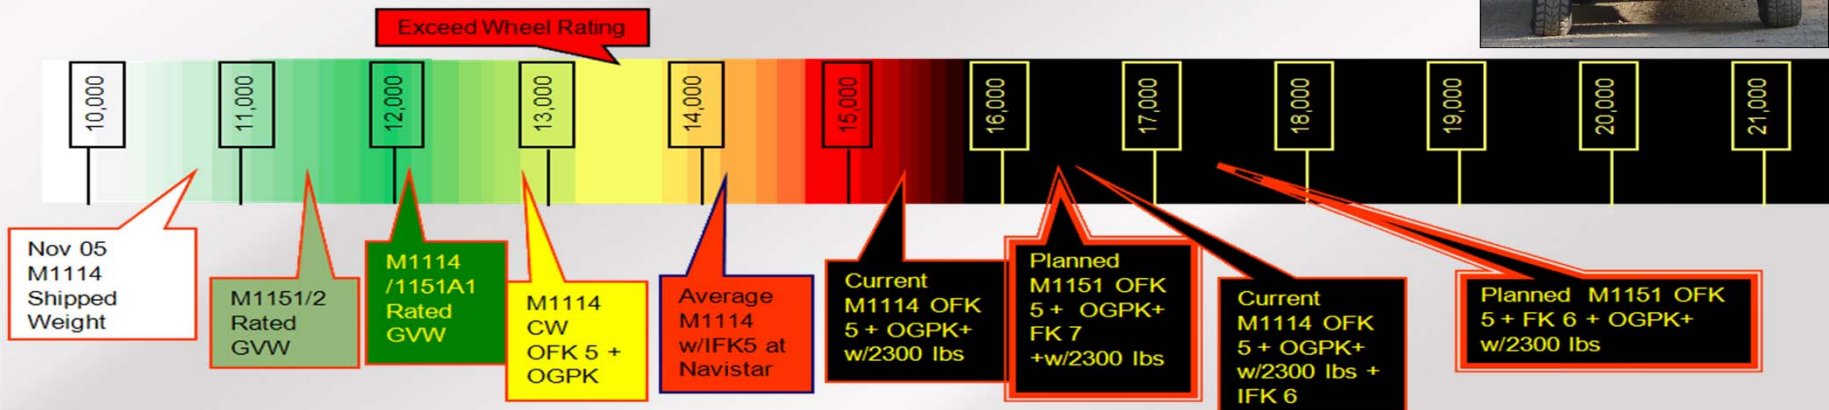 Exceed Wheel Rating
10,000
11,000
12,000
13,000
14,000
15,000
16,000
17,000
18,000
19,000
20,000
21,000
Nov 05
M1114
Shipped
Weight
M1151/2
Rated
GVW
M1114
/1151A1
Rated
GVW
M1114
CW
OFK 5 +
OGPK
Average
M1114
w/IFK5 at
Navistar
Current
M1114 OFK
5 + OGPK+
w/2300 lbs
Planned
M1151 OFK
5 + OGPK+
FK 7
+w/2300 lbs
Current
M1114 OFK
5 + OGPK+
w/2300 lbs +
IFK 6
Planned M1151 OFK
5 + FK 6 + OGPK+
w/2300 lbs